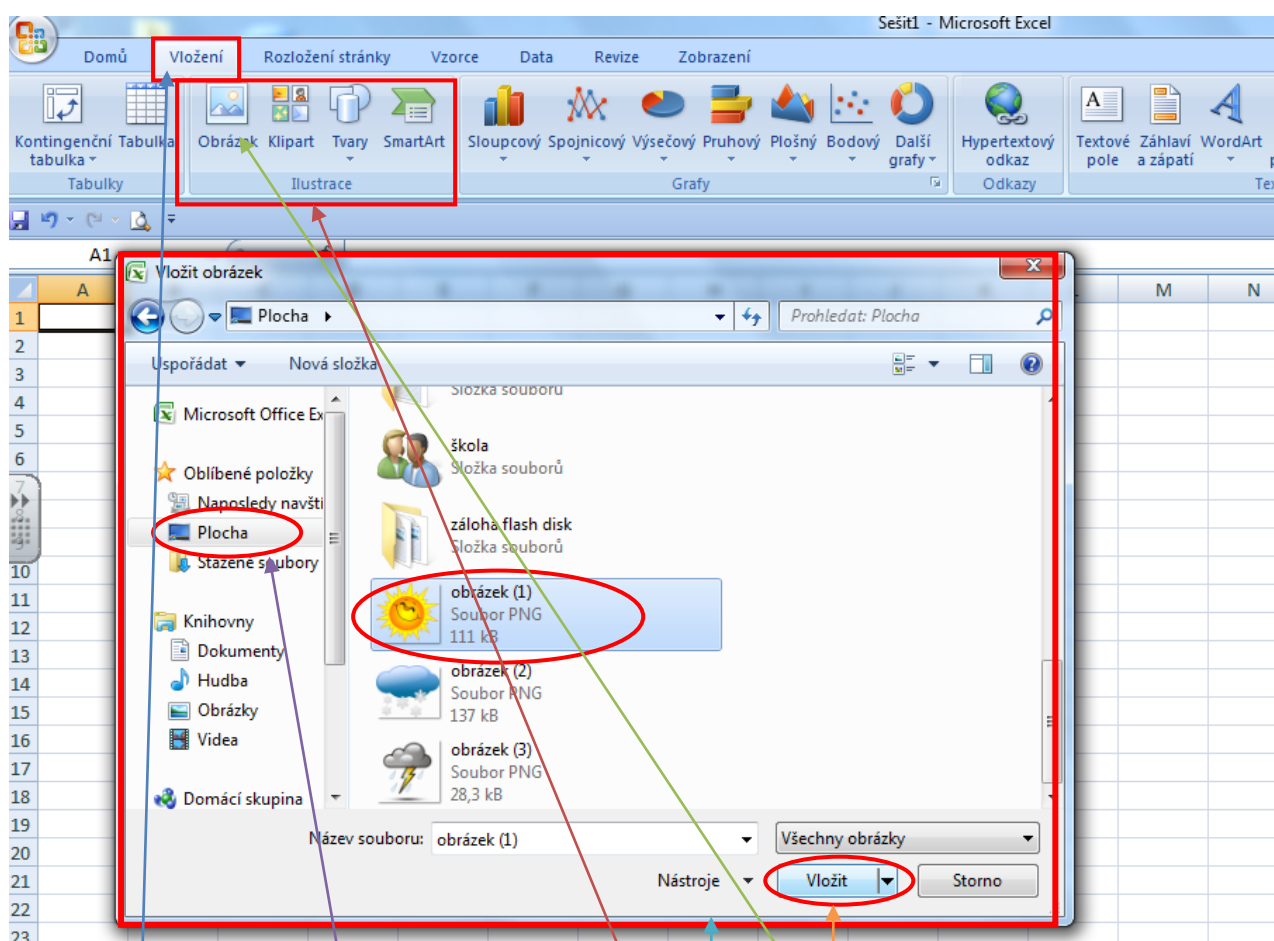 Sešit1 - Microsoft Excel
Domů Vložení Rozložení stránky Vzorce Data Revize Zobrazení
Kontingenční Tabulka Obrázek Klipart Tvary SmartArt Sloupcový Spojnicový Výsečový Pruhový Plošný Bodový Další Hypertextový Textové Záhlaví WordArt
tabulka grafy odkaz pole a zápatí
Tabulky Ilustrace Grafy Odkazy
A1
Vložit obrázek
A M N
Plocha Prohledat: Plocha
Uspořádat Nová složka
Složka souborů
Microsoft Office Ex
škola
Složka souborů
Oblíbené položky
Naposledy navští
Plocha
Stažené soubory
záloha flash disk
Složka souborů
obrázek (1)
Soubor PNG
111 kB
Knihovny
Dokumenty
Hudba
Obrázky
Videa
obrázek (2)
Soubor PNG
137 kB
obrázek (3)
Soubor PNG
28,3 kB
Domácí skupina
Název souboru: obrázek (1) Všechny obrázky
Nástroje Vložit Storno
1
2
3
4
5
6
7
8
9
10
11
12
13
14
15
16
17
18
19
20
21
22
23